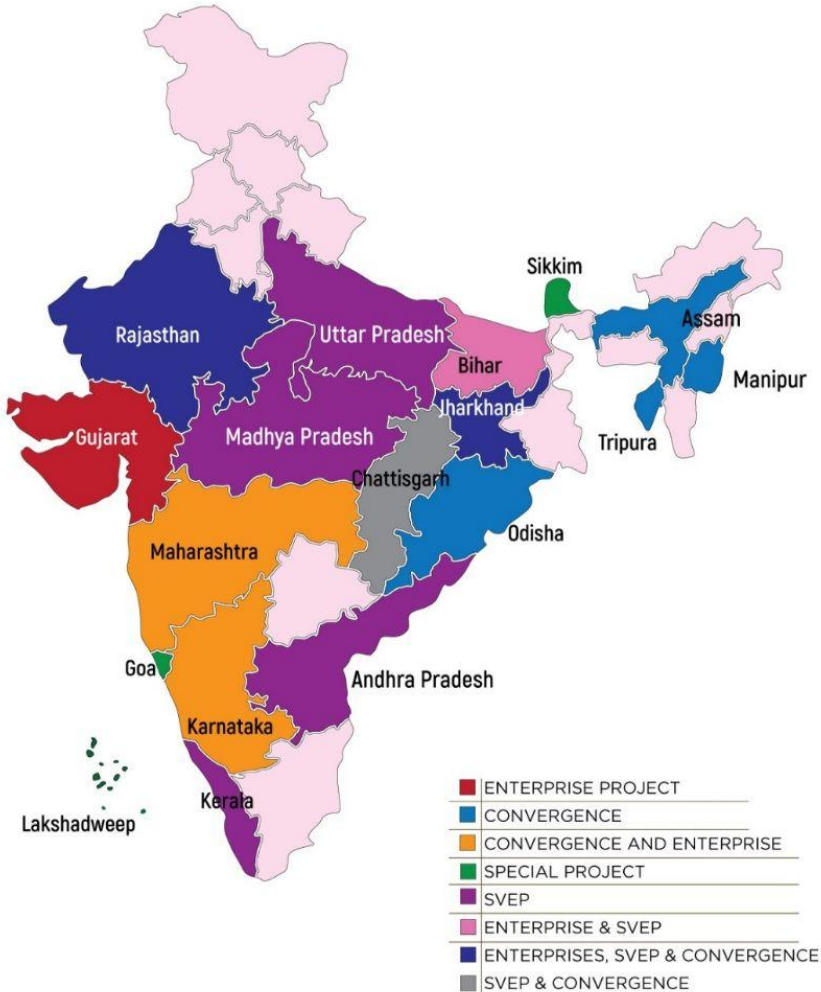 Sikkim
Assam
Rajasthan
Uttar Pradesh
Bihar
Manipur
Jharkhand
Gujarat
Madhya Pradesh
Tripura
Chattisgarh
Odisha
Maharashtra
Goa
Andhra Pradesh
Karnataka
Kerala
Lakshadweep
ENTERPRISE PROJECT
CONVERGENCE
CONVERGENCE AND ENTERPRISE
SPECIAL PROJECT
SVEP
ENTERPRISE & SVEP
ENTERPRISES, SVEP & CONVERGENCE
SVEP & CONVERGENCE